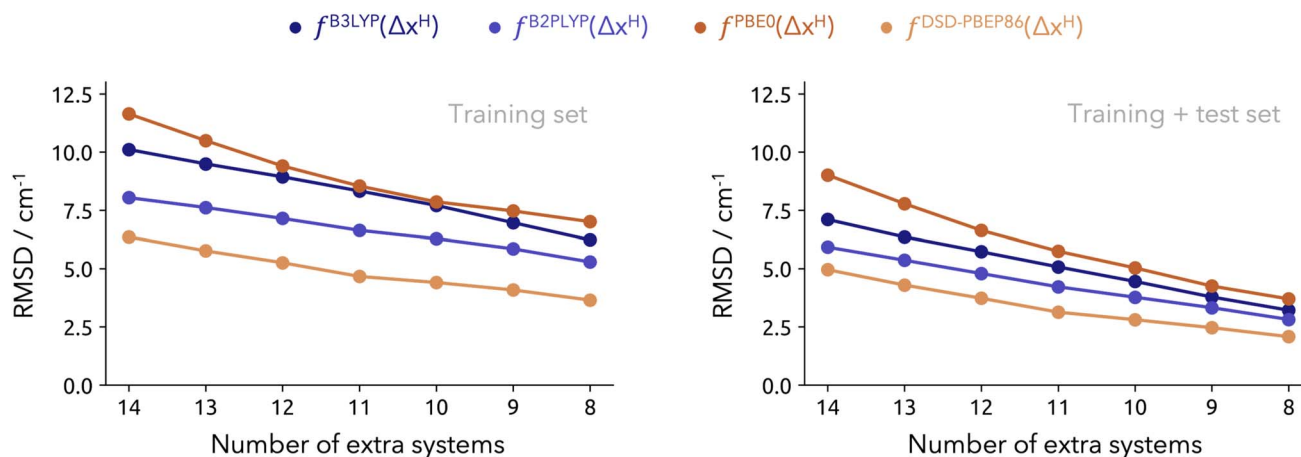 f^B3LYP(Δx^H) f^B2PLYP(Δx^H) f^PBE0(Δx^H) f^DSD-PBEP86(Δx^H)
Training set
12.5
10.0
7.5
5.0
2.5
0.0
RMSD / cm⁻¹
14 13 12 11 10 9 8
Number of extra systems
Training + test set
12.5
10.0
7.5
5.0
2.5
0.0
RMSD / cm⁻¹
14 13 12 11 10 9 8
Number of extra systems